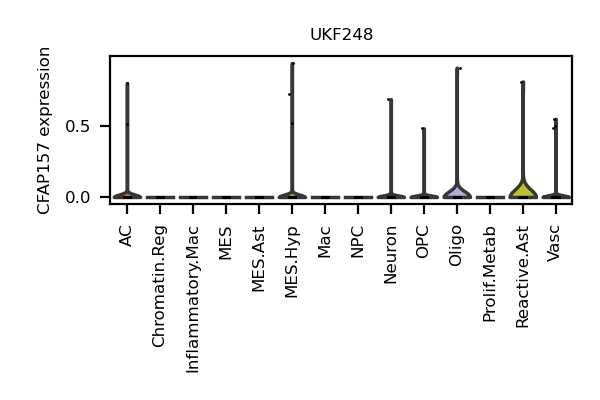 UKF248
CFAP157 expression
0.5
0.0
AC
Chromatin.Reg
Inflammatory.Mac
MES
MES.Ast
MES.Hyp
Mac
NPC
Neuron
OPC
Oligo
Prolif.Metab
Reactive.Ast
Vasc